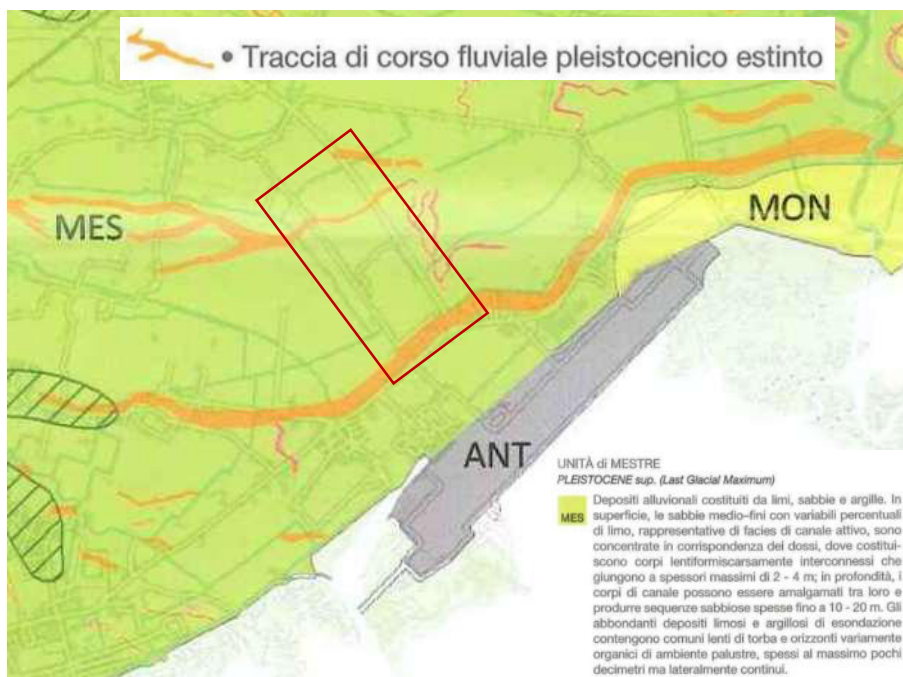 • Traccia di corso fluviale pleistocenico estinto
MES
MON
ANT
UNITÀ di MESTRE
PLEISTOCENE sup. (Last Glacial Maximum)
MES
Depositi alluvionali costituiti da limi, sabbie e argille. In
superficie, le sabbie medio-fini con variabili percentuali
di limo, rappresentative di facies di canale attivo, sono
concentrate in corrispondenza dei dossi, dove costitui-
scono corpi lentiformiscarsamente interconnessi che
giungono a spessori massimi di 2 - 4 m; in profondità, i
corpi di canale possono essere amalgamati tra loro e
produrre sequenze sabbiose spesse fino a 10 - 20 m. Gli
abbondanti depositi limosi e argillosi di esondazione
contengono comuni lenti di torba e orizzonti variamente
organici di ambiente palustre, spessi al massimo pochi
decimetri ma lateralmente continui.